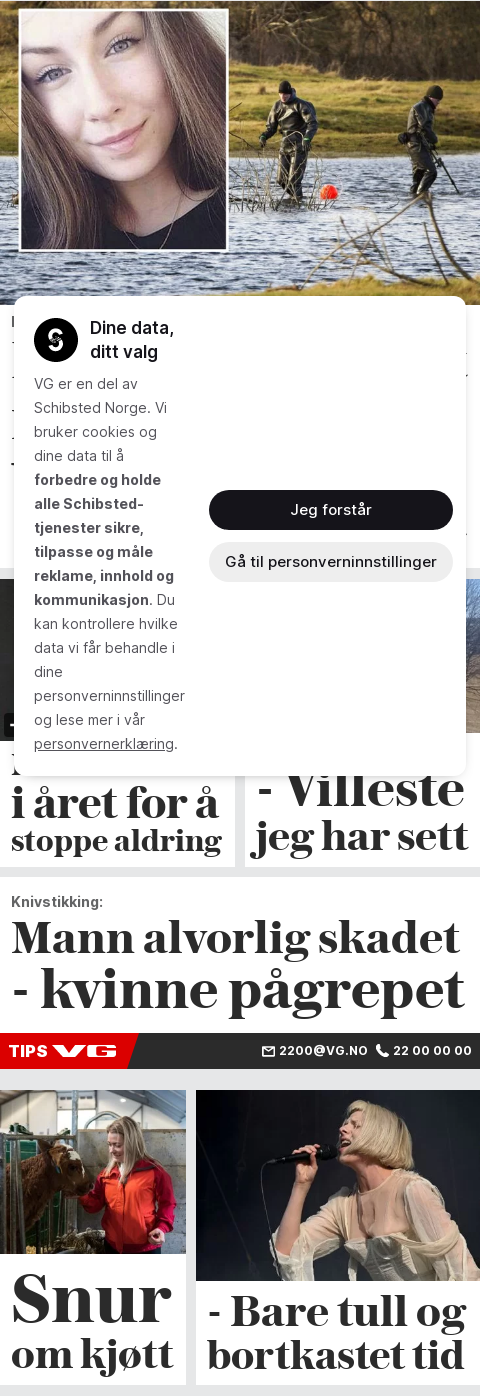 Dine data,
ditt valg
VG er en del av
Schibsted Norge. Vi
bruker cookies og
dine data til å
forbedre og holde
alle Schibsted-
tjenester sikre,
tilpasse og måle
reklame, innhold og
kommunikasjon. Du
kan kontrollere hvilke
data vi får behandle i
dine
personverninnstillinger
og lese mer i vår
personvernerklæring.
Jeg forstår
Gå til personverninnstillinger
i året for å
stoppe aldring
- Villeste
jeg har sett
Knivstikking:
Mann alvorlig skadet
- kvinne pågrepet
TIPS VG 2200@VG.NO 22 00 00 00
Snur
om kjøtt
- Bare tull og
bortkastet tid